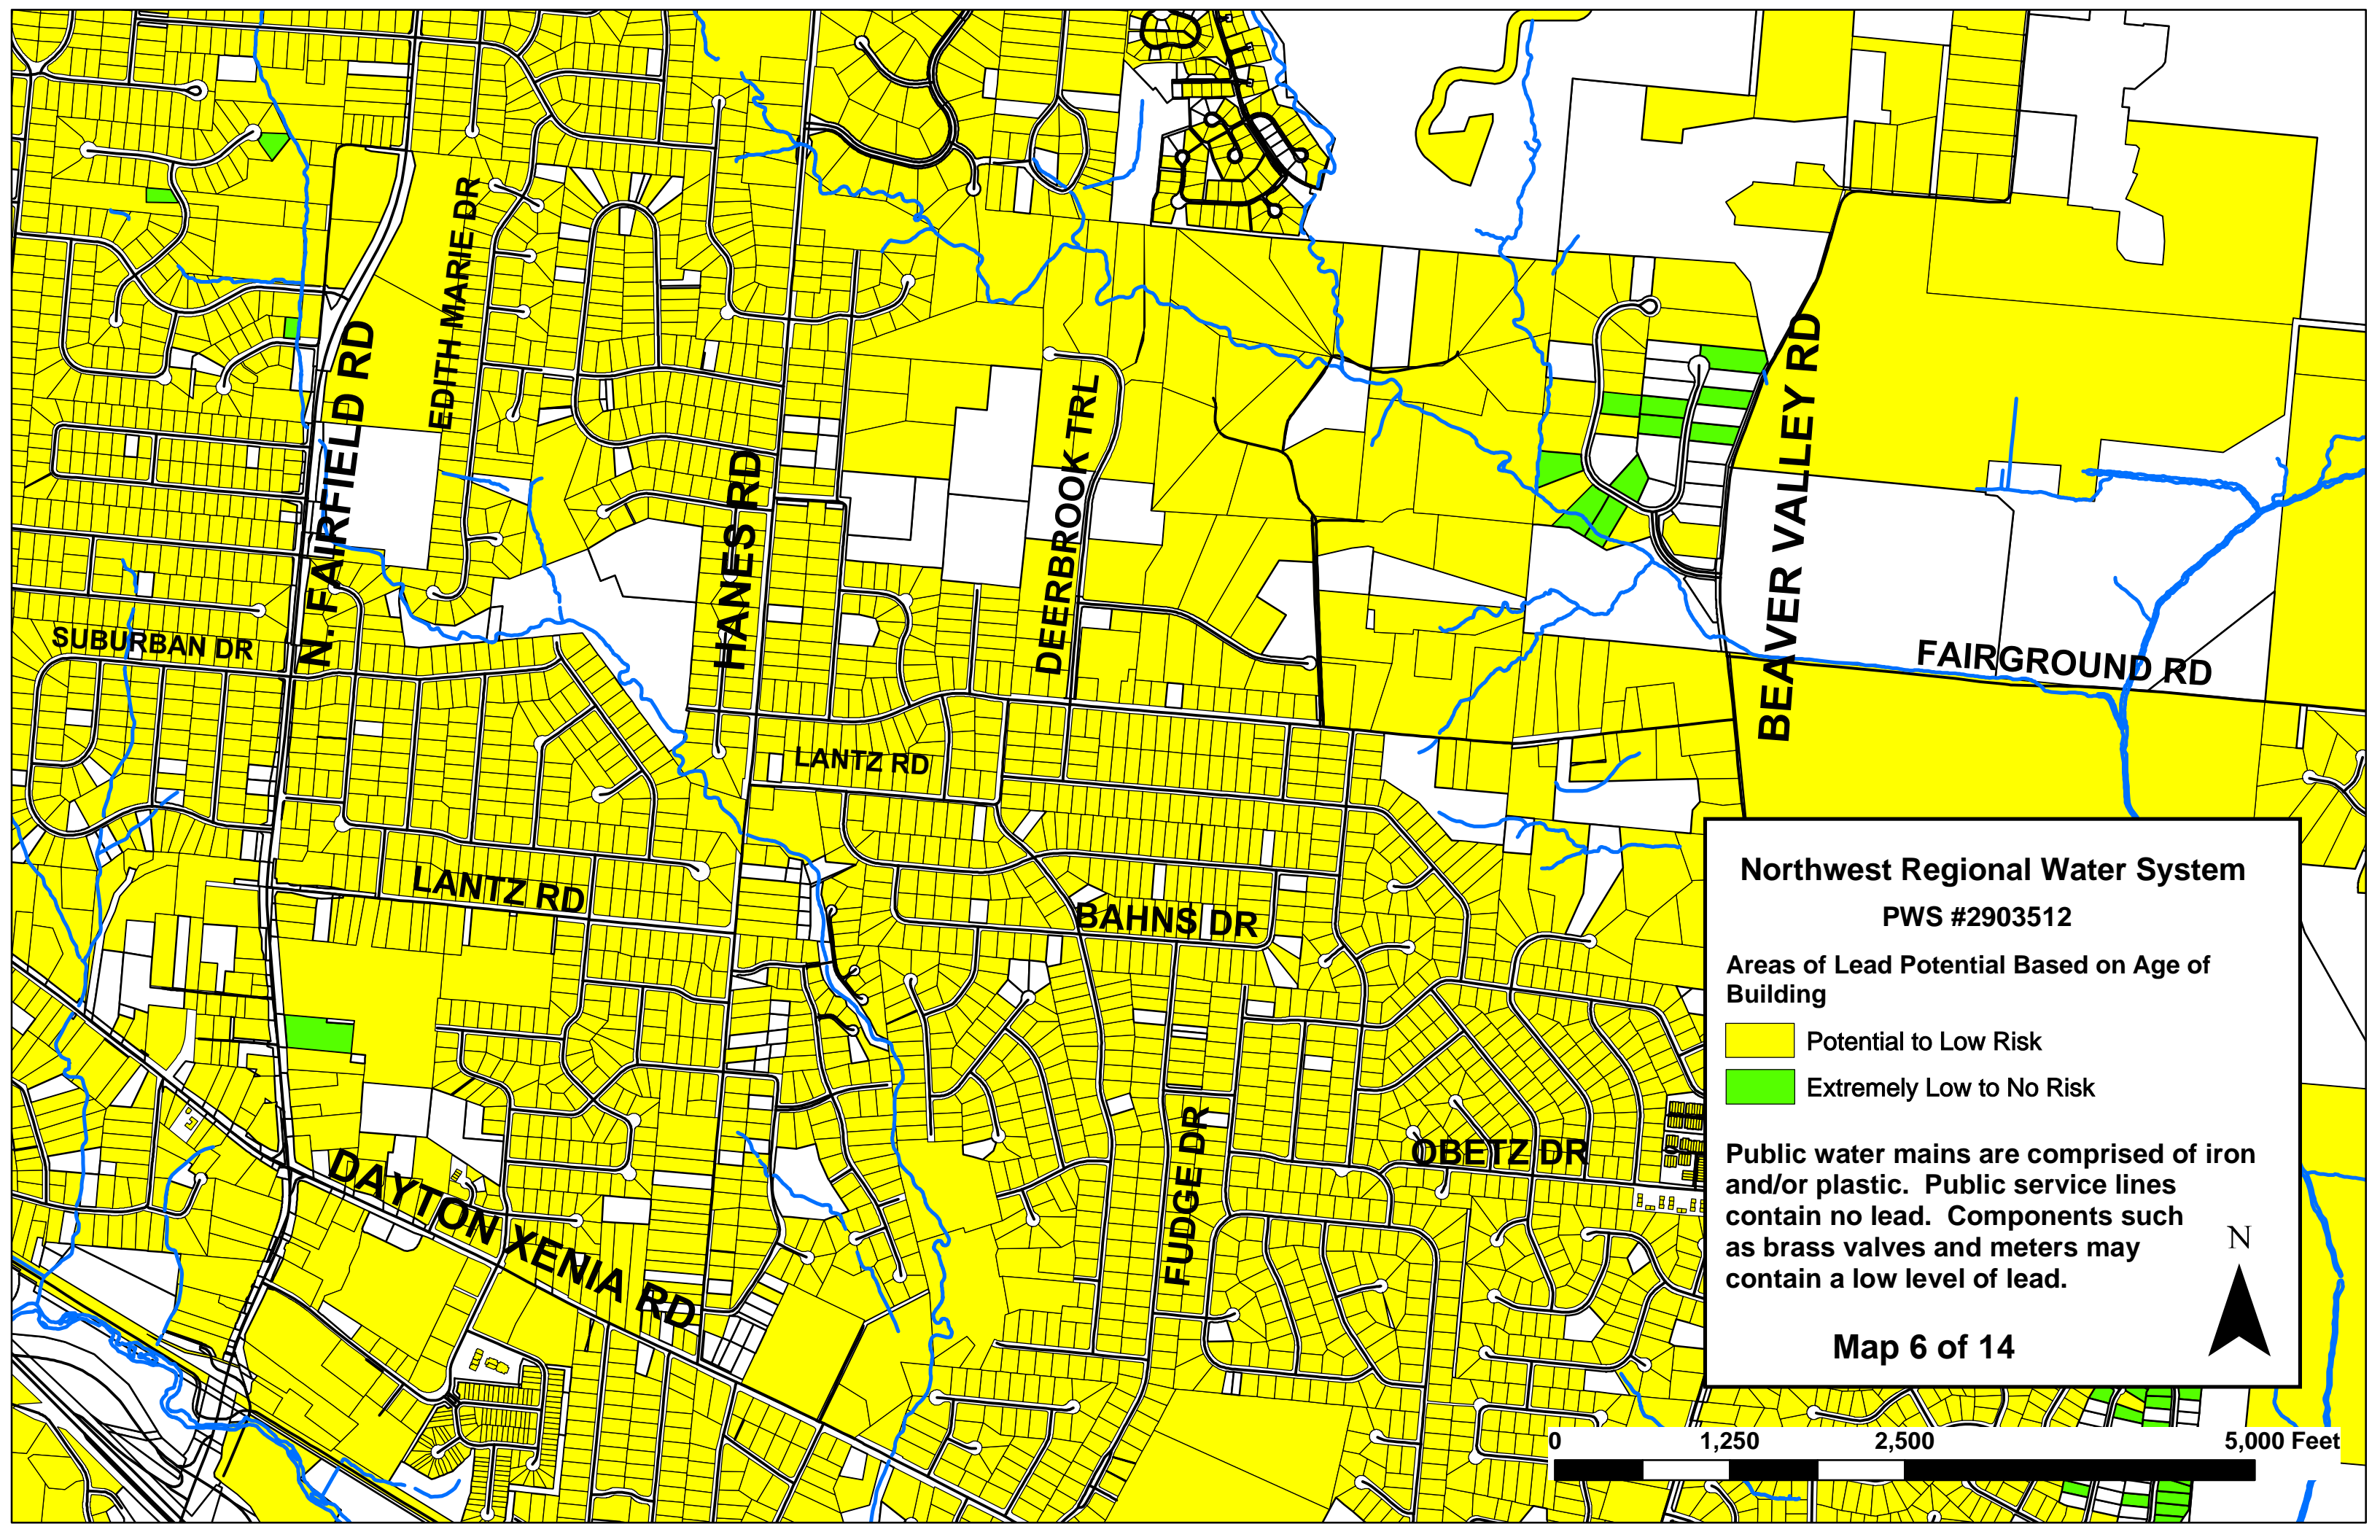 EDITH MARIE DR
N. FAIRFIELD RD
HANES RD
DEERBROOK TRL
BEAVER VALLEY RD
SUBURBAN DR
FAIRGROUND RD
LANTZ RD
LANTZ RD
BAHNS DR
FUDGE DR
OBETZ DR
DAYTON XENIA RD
Northwest Regional Water System
PWS #2903512
Areas of Lead Potential Based on Age of
Building
Potential to Low Risk
Extremely Low to No Risk
Public water mains are comprised of iron
and/or plastic. Public service lines
contain no lead. Components such
as brass valves and meters may
contain a low level of lead.
N
Map 6 of 14
0 1,250 2,500 5,000 Feet